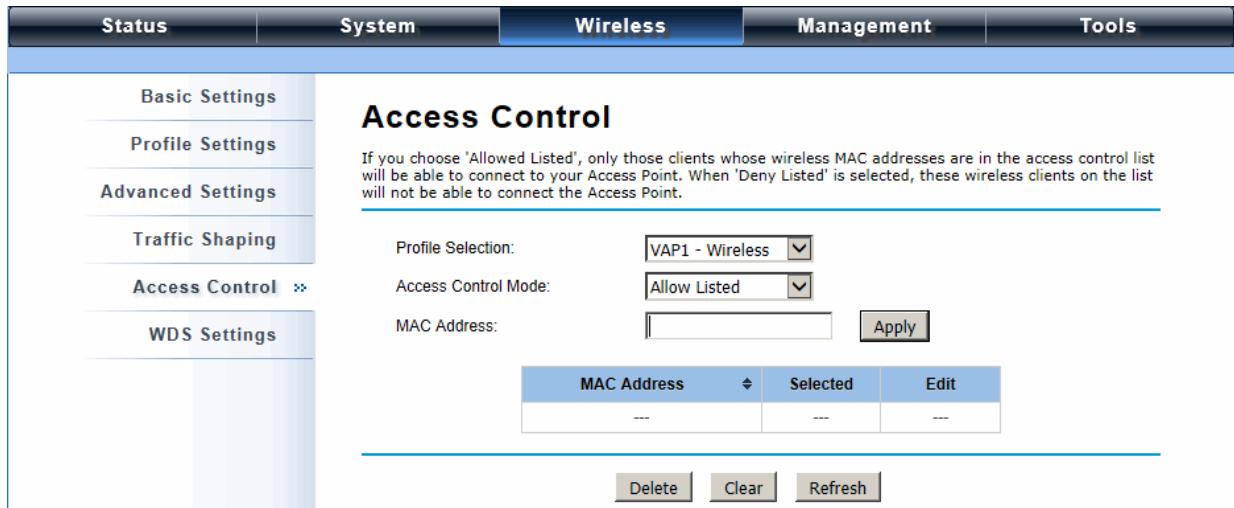 Status System Wireless Management Tools
Basic Settings
Profile Settings
Advanced Settings
Traffic Shaping
Access Control »
WDS Settings
Access Control
If you choose 'Allowed Listed', only those clients whose wireless MAC addresses are in the access control list
will be able to connect to your Access Point. When 'Deny Listed' is selected, these wireless clients on the list
will not be able to connect the Access Point.
Profile Selection: VAP1 - Wireless
Access Control Mode: Allow Listed
MAC Address: Apply
MAC Address Selected Edit
--- --- ---
Delete Clear Refresh